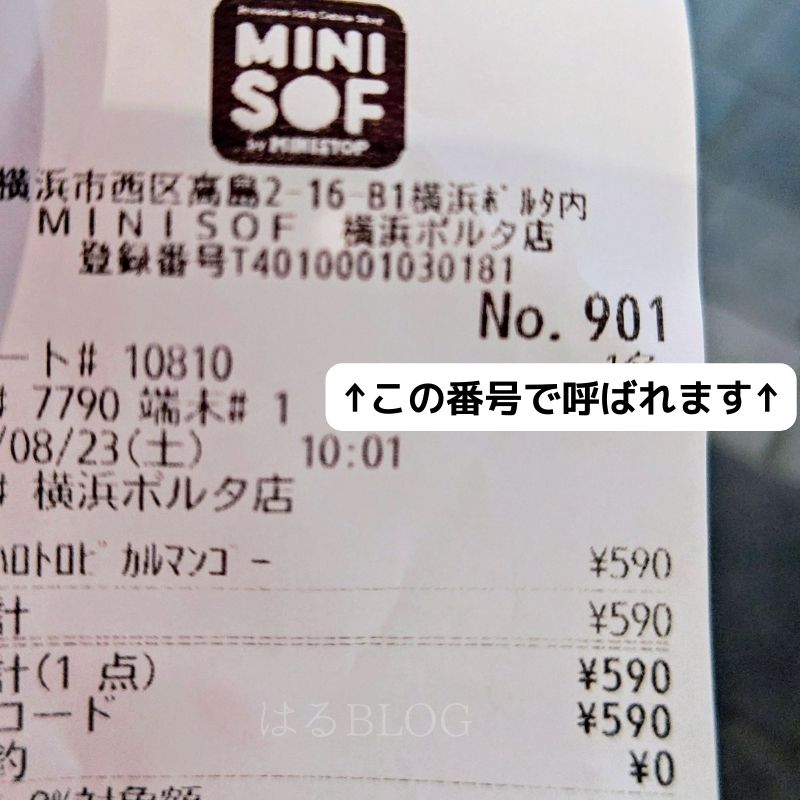 MINI
SOF
by MINISTOP
横浜市西区高島2-16-B1横浜ﾎﾟﾙﾀ内
ＭＩＮＩＳＯＦ 横浜ポルタ店
登録番号T4010001030181
No. 901
ート# 10810
↑この番号で呼ばれます↑
# 7790 端末# 1
/08/23(土) 10:01
# 横浜ポルタ店
ﾊﾛﾄﾛﾋﾟｶﾙﾏﾝｺﾞｰ ¥590
計 ¥590
計(1 点) ¥590
コード ¥590
はるBLOG
釣 ¥0